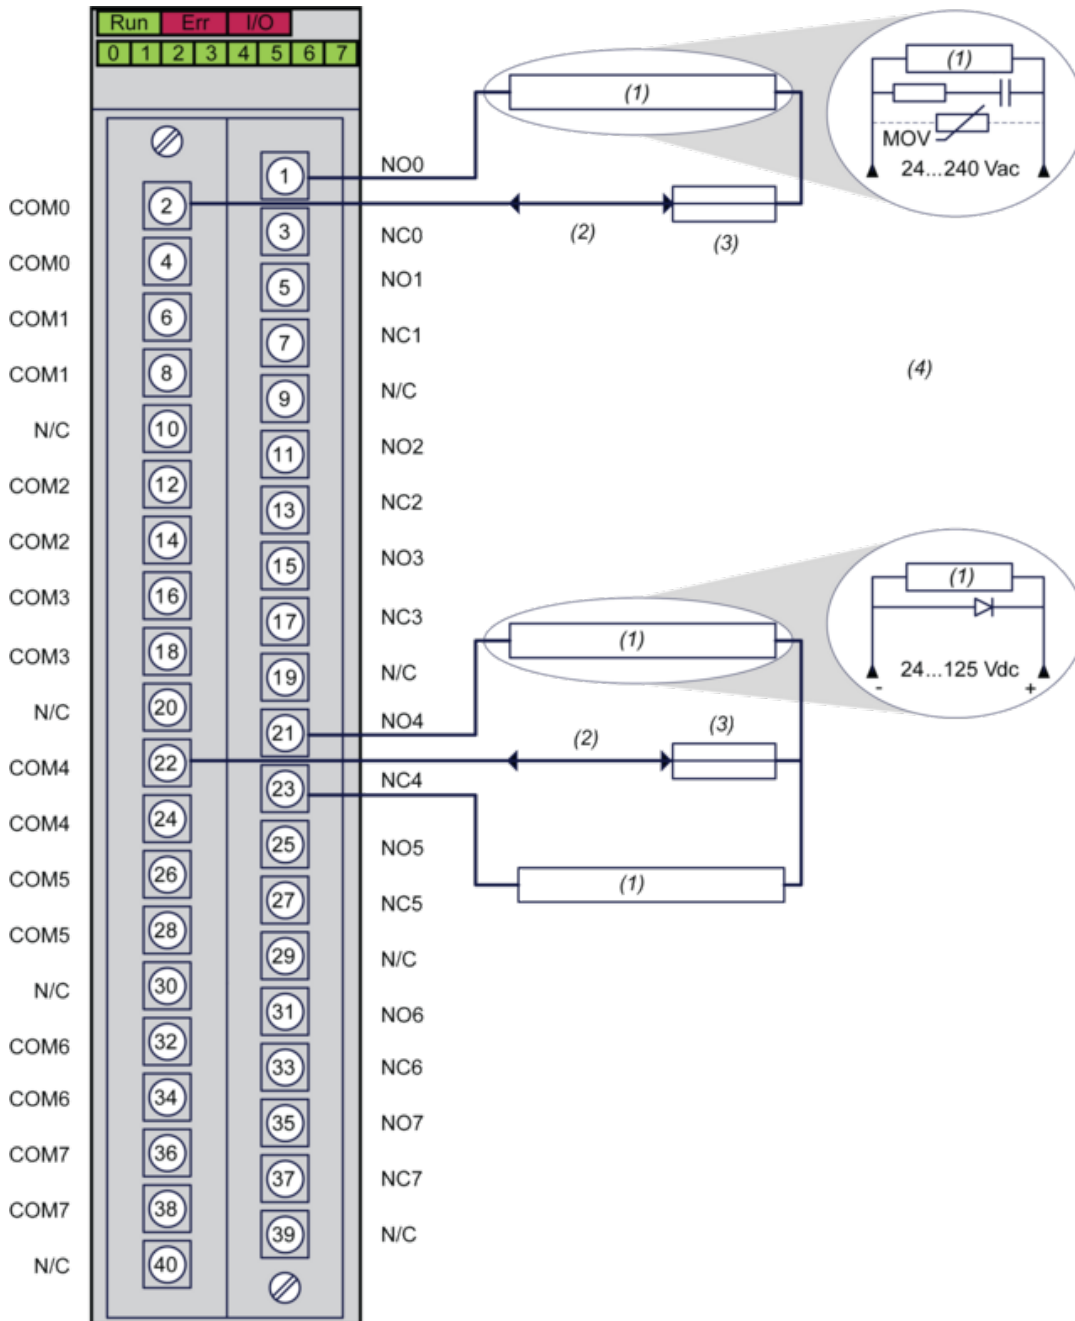 Run Err I/O
0 1 2 3 4 5 6 7
(1)
(1)
MOV
24...240 Vac
1
NO0
COM0
2
(2)
(3)
3
NC0
COM0
4
5
NO1
COM1
6
7
NC1
COM1
8
9
N/C
(4)
N/C
10
11
NO2
COM2
12
13
NC2
COM2
14
15
NO3
COM3
16
17
NC3
(1)
(1)
24...125 Vdc
- +
COM3
18
19
N/C
N/C
20
21
NO4
(2)
(3)
COM4
22
23
NC4
COM4
24
25
NO5
COM5
26
27
NC5
(1)
COM5
28
29
N/C
N/C
30
31
NO6
COM6
32
33
NC6
COM6
34
35
NO7
COM7
36
37
NC7
COM7
38
39
N/C
N/C
40